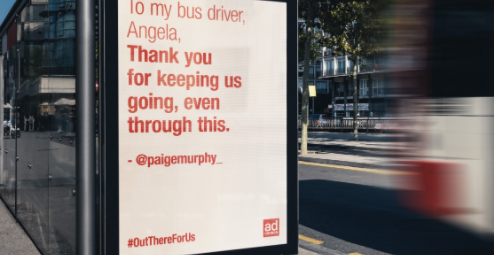 To my bus driver,
Angela,
Thank you
for keeping us
going, even
through this.
- @paigemurphy_
#OutThereForUs
ad